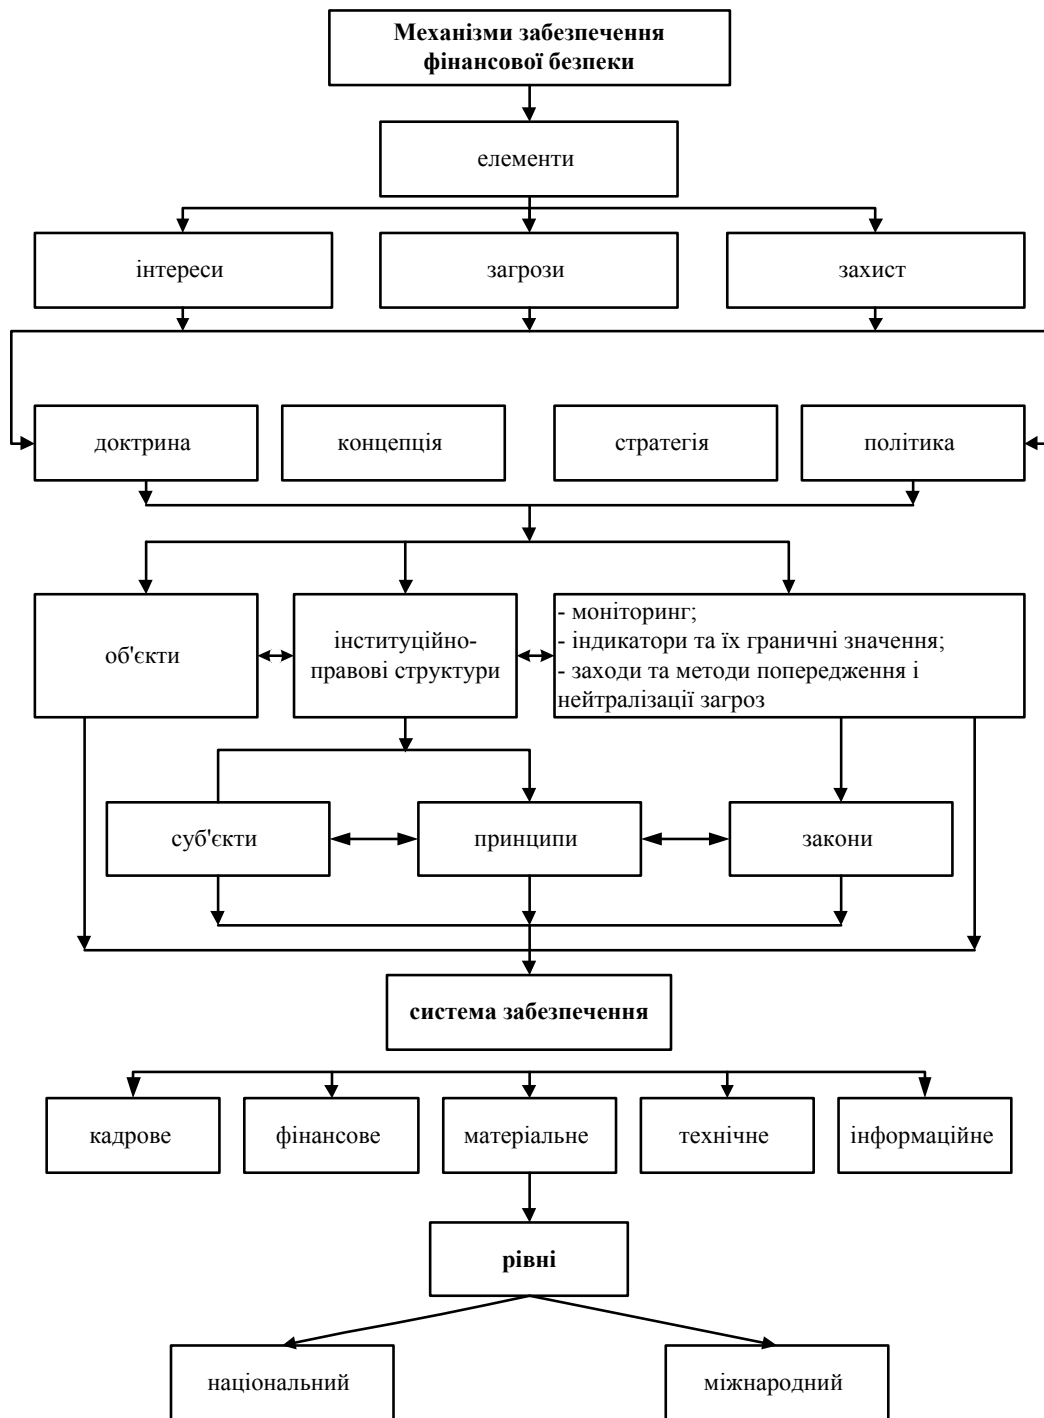 Механізми забезпечення
фінансової безпеки
елементи
інтереси
загрози
захист
доктрина
концепція
стратегія
політика
об'єкти
інституційно-
правові структури
- моніторинг;
- індикатори та їх граничні значення;
- заходи та методи попередження і
нейтралізації загроз
суб'єкти
принципи
закони
система забезпечення
кадрове
фінансове
матеріальне
технічне
інформаційне
рівні
національний
міжнародний